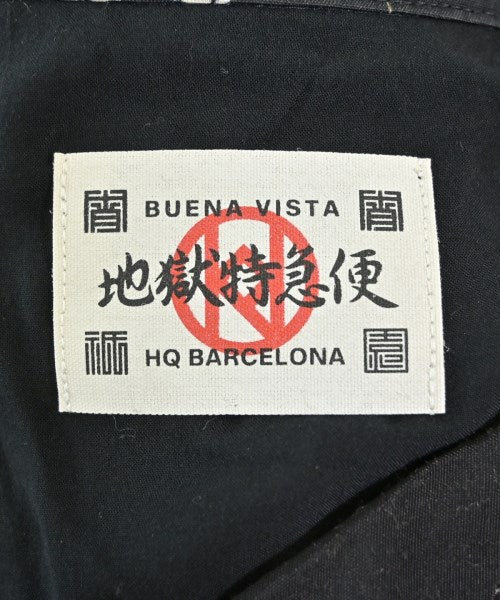 BUENA VISTA
地獄特急便
HQ BARCELONA